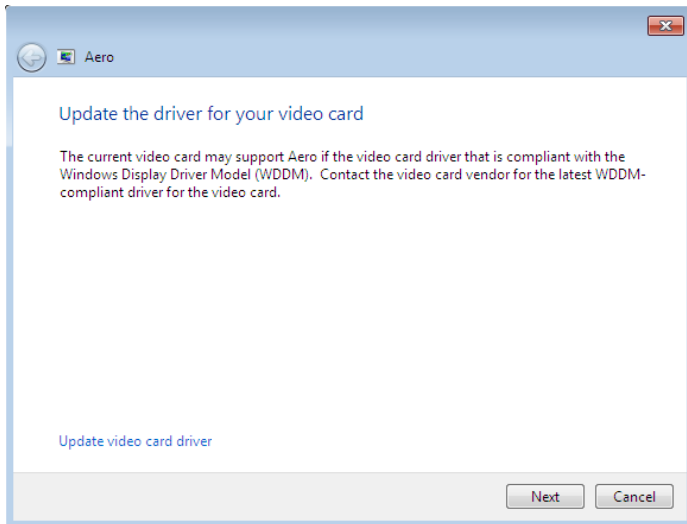 Aero
Update the driver for your video card
The current video card may support Aero if the video card driver that is compliant with the
Windows Display Driver Model (WDDM).  Contact the video card vendor for the latest WDDM-
compliant driver for the video card.
Update video card driver
Next Cancel